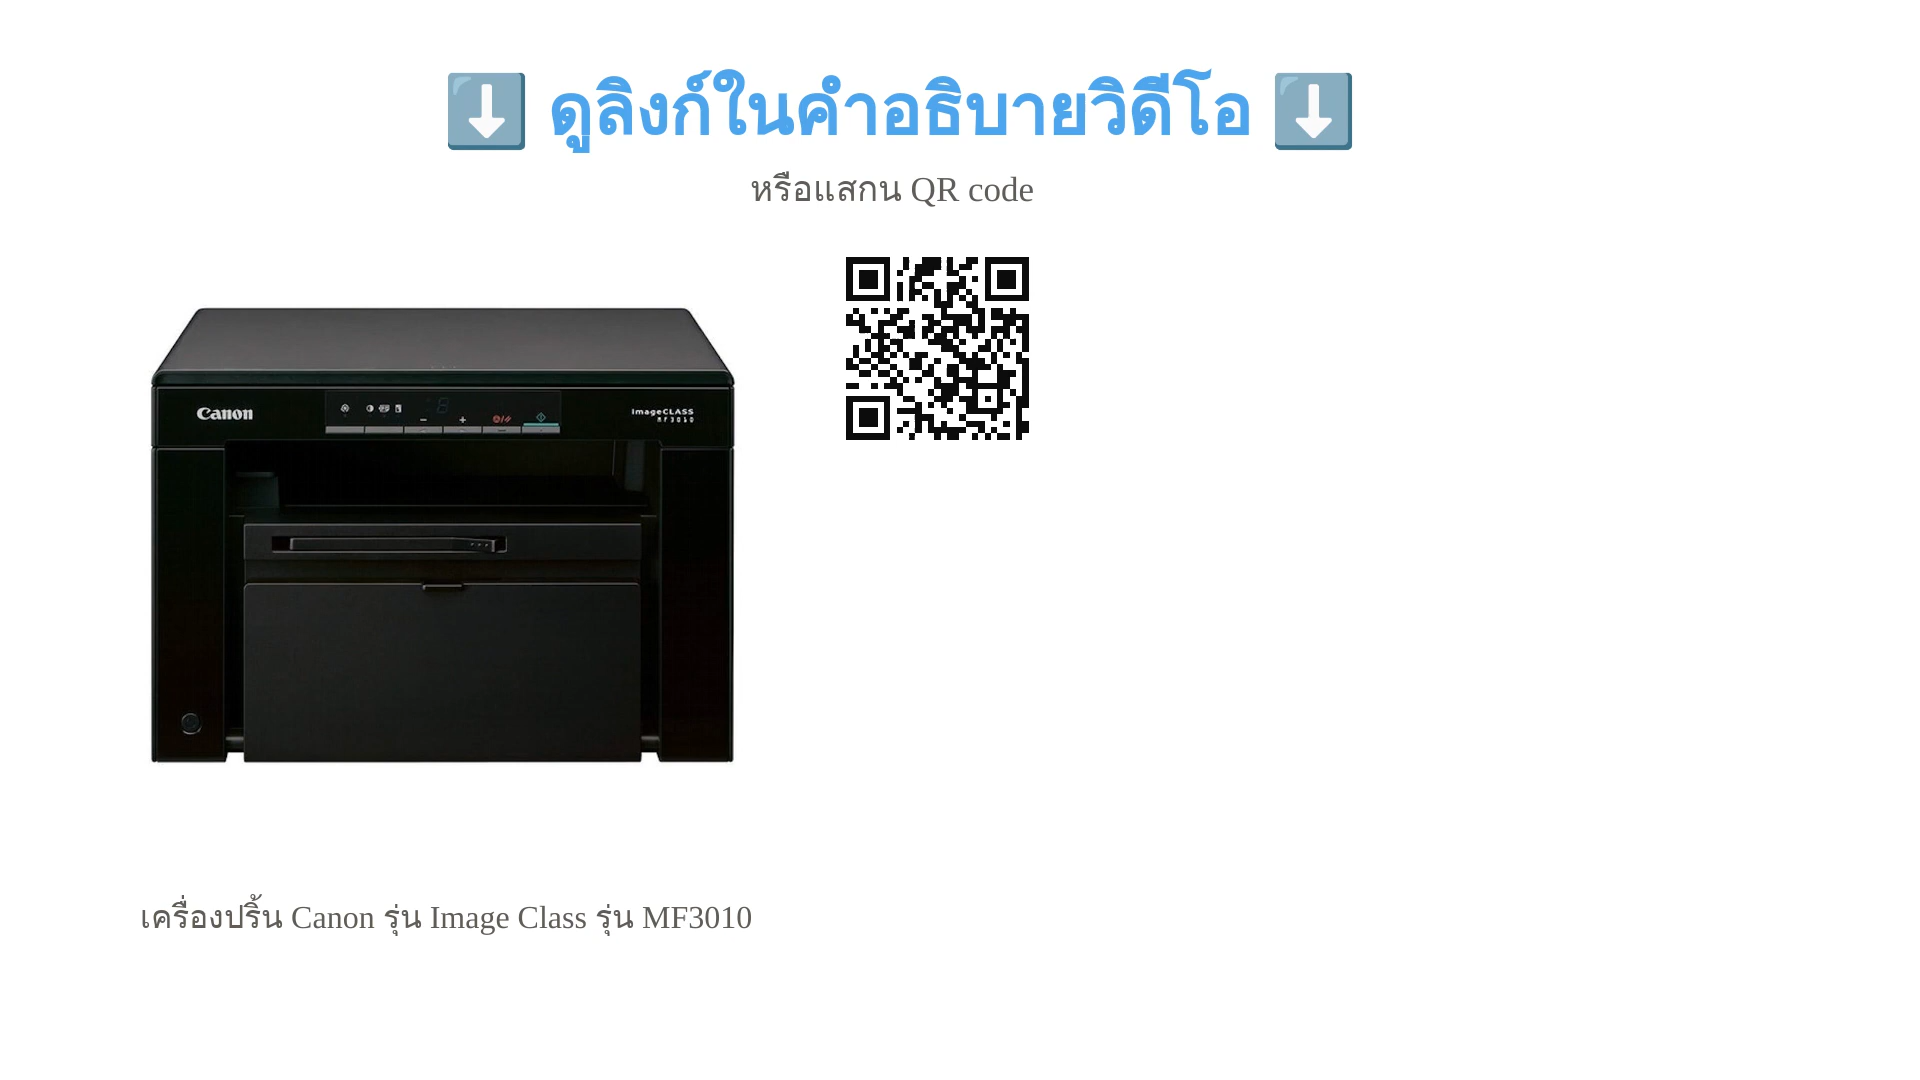 ⬇️ ดูลิงก์ในคำอธิบายวิดีโอ ⬇️
หรือแสกน QR code
Canon
imageCLASS
MF3010
เครื่องปริ้น Canon รุ่น Image Class รุ่น MF3010